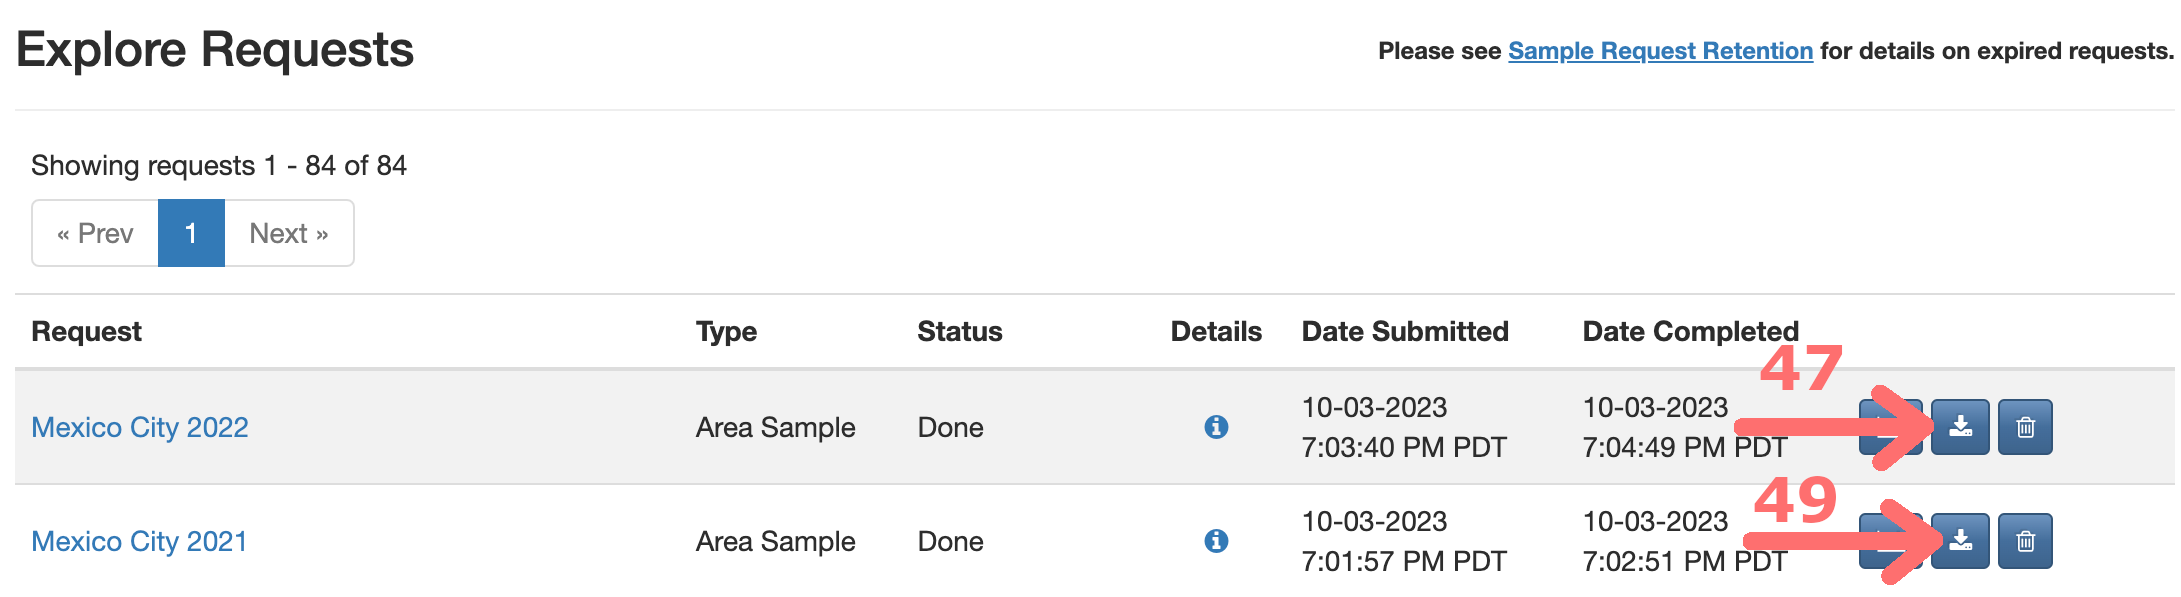 Explore Requests
Please see Sample Request Retention for details on expired requests.
Showing requests 1 - 84 of 84
« Prev 1 Next »
Request Type Status Details Date Submitted Date Completed
47
Mexico City 2022 Area Sample Done 10-03-2023 10-03-2023
7:03:40 PM PDT 7:04:49 PM PDT
49
Mexico City 2021 Area Sample Done 10-03-2023 10-03-2023
7:01:57 PM PDT 7:02:51 PM PDT